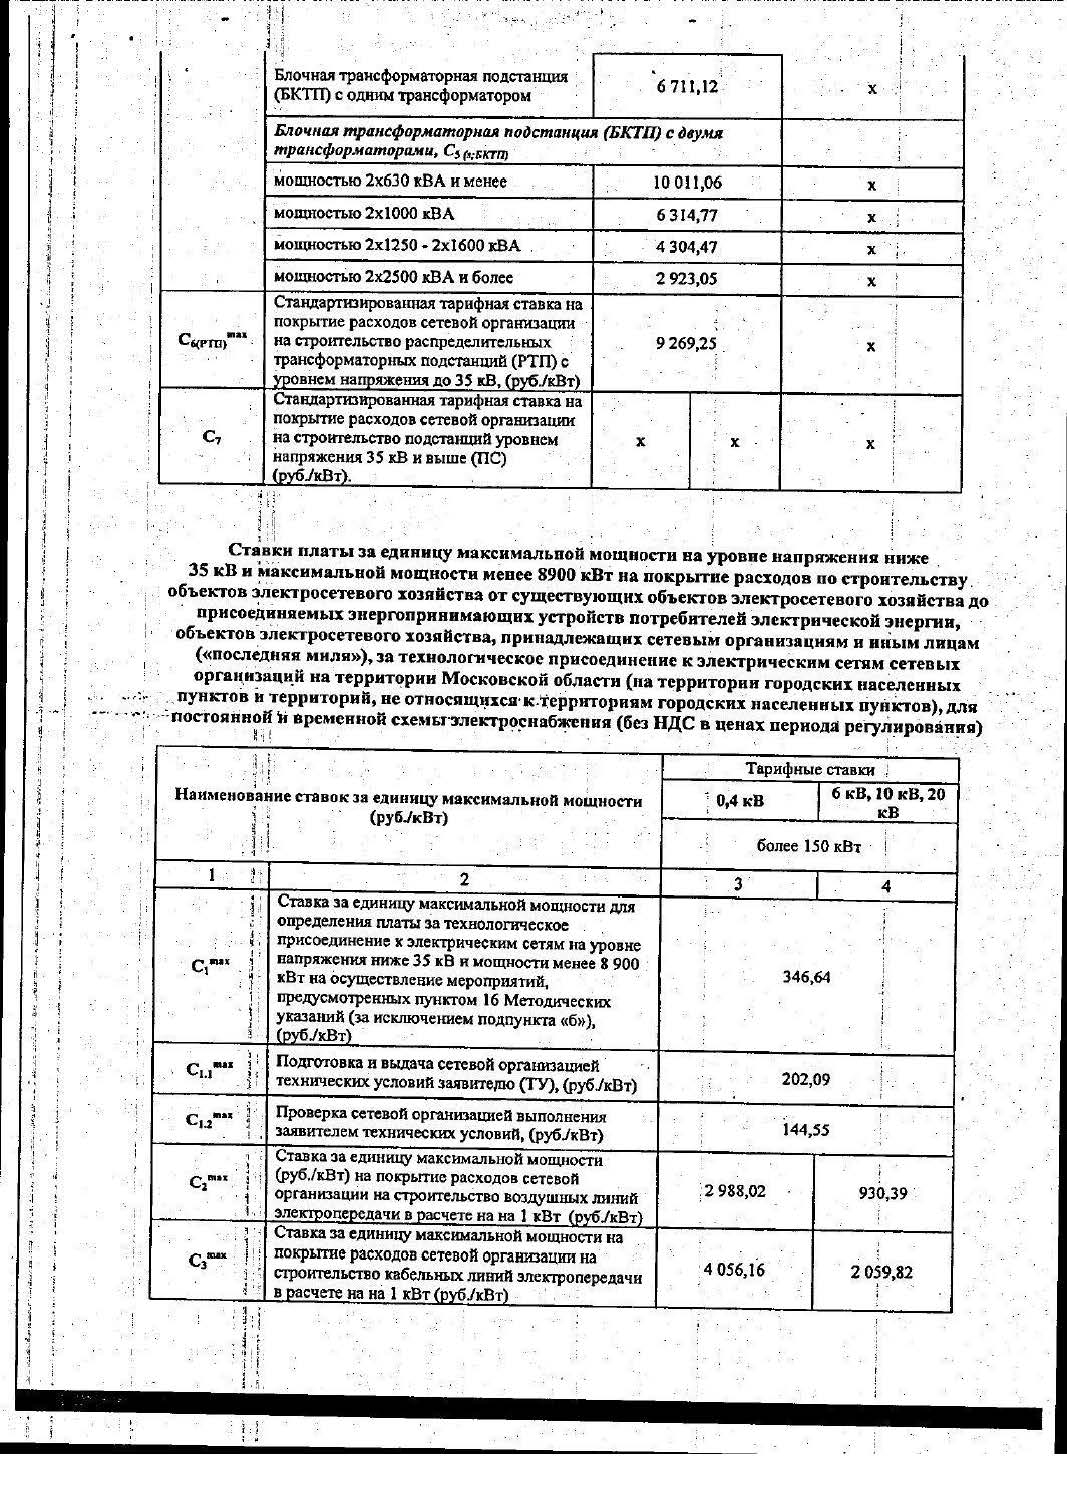 Блочная трансформаторная подстанция
(БКТП) с одним трансформатором
6 711,12
х
Блочная трансформаторная подстанция (БКТП) с двумя
трансформаторами, С5 (s;БКТП)
мощностью 2х630 кВА и менее
10 011,06
х
мощностью 2х1000 кВА
6 314,77
х
мощностью 2х1250 - 2х1600 кВА
4 304,47
х
мощностью 2х2500 кВА и более
2 923,05
х
С6(РТП)max
Стандартизированная тарифная ставка на
покрытие расходов сетевой организации
на строительство распределительных
трансформаторных подстанций (РТП) с
уровнем напряжения до 35 кВ, (руб./кВт)
9 269,25
х
С7
Стандартизированная тарифная ставка на
покрытие расходов сетевой организации
на строительство подстанций уровнем
напряжения 35 кВ и выше (ПС)
(руб./кВт).
х
х
х
Ставки платы за единицу максимальной мощности на уровне напряжения ниже
35 кВ и максимальной мощности менее 8900 кВт на покрытие расходов по строительству
объектов электросетевого хозяйства от существующих объектов электросетевого хозяйства до
присоединяемых энергопринимающих устройств потребителей электрической энергии,
объектов электросетевого хозяйства, принадлежащих сетевым организациям и иным лицам
(«последняя миля»), за технологическое присоединение к электрическим сетям сетевых
организаций на территории Московской области (на территории городских населенных
пунктов и территорий, не относящихся к территориям городских населенных пунктов), для
постоянной и временной схемы электроснабжения (без НДС в ценах периода регулирования)
Наименование ставок за единицу максимальной мощности
(руб./кВт)
Тарифные ставки
0,4 кВ
6 кВ, 10 кВ, 20
кВ
более 150 кВт
1
2
3
4
С1max
Ставка за единицу максимальной мощности для
определения платы за технологическое
присоединение к электрическим сетям на уровне
напряжения ниже 35 кВ и мощности менее 8 900
кВт на осуществление мероприятий,
предусмотренных пунктом 16 Методических
указаний (за исключением подпункта «б»),
(руб./кВт)
346,64
С1.1max
Подготовка и выдача сетевой организацией
технических условий заявителю (ТУ), (руб./кВт)
202,09
С1.2max
Проверка сетевой организацией выполнения
заявителем технических условий, (руб./кВт)
144,55
С2max
Ставка за единицу максимальной мощности
(руб./кВт) на покрытие расходов сетевой
организации на строительство воздушных линий
электропередачи в расчете на на 1 кВт (руб./кВт)
2 988,02
930,39
С3max
Ставка за единицу максимальной мощности на
покрытие расходов сетевой организации на
строительство кабельных линий электропередачи
в расчете на на 1 кВт (руб./кВт)
4 056,16
2 059,82